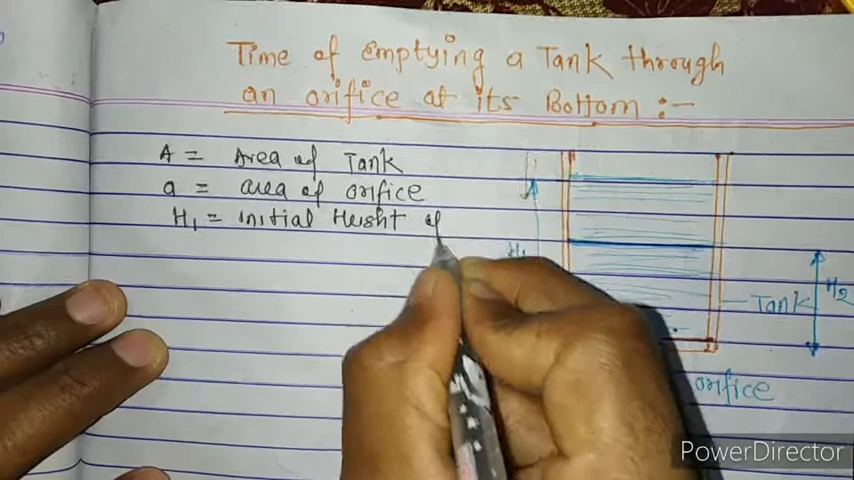 Time of emptying a Tank through
an orifice at its Bottom :-
A = Area of Tank
a = area of orifice
H1 = initial Height of
H1
H2
Tank
orifice
PowerDirector